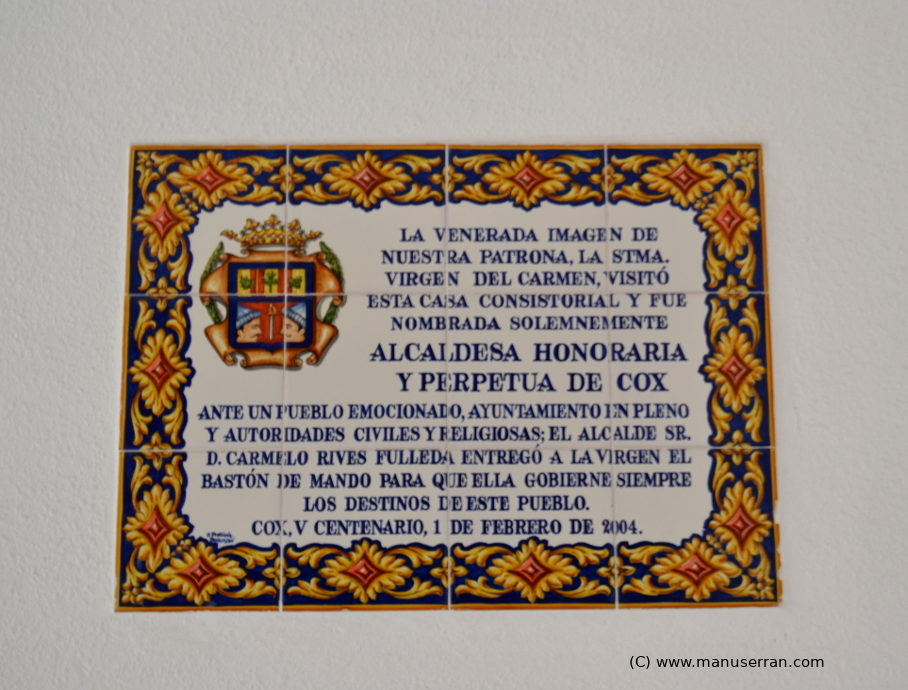 LA VENERADA IMAGEN DE
NUESTRA PATRONA, LA STMA.
VIRGEN DEL CARMEN, VISITÓ
ESTA CASA CONSISTORIAL Y FUE
NOMBRADA SOLEMNEMENTE
ALCALDESA HONORARIA
Y PERPETUA DE COX
ANTE UN PUEBLO EMOCIONADO, AYUNTAMIENTO EN PLENO
Y AUTORIDADES CIVILES Y RELIGIOSAS; EL ALCALDE SR.
D. CARMELO RIVES FULLEDA ENTREGÓ A LA VIRGEN EL
BASTÓN DE MANDO PARA QUE ELLA GOBIERNE SIEMPRE
LOS DESTINOS DE ESTE PUEBLO.
COX, V CENTENARIO, 1 DE FEBRERO DE 2004.
(C) www.manuserran.com